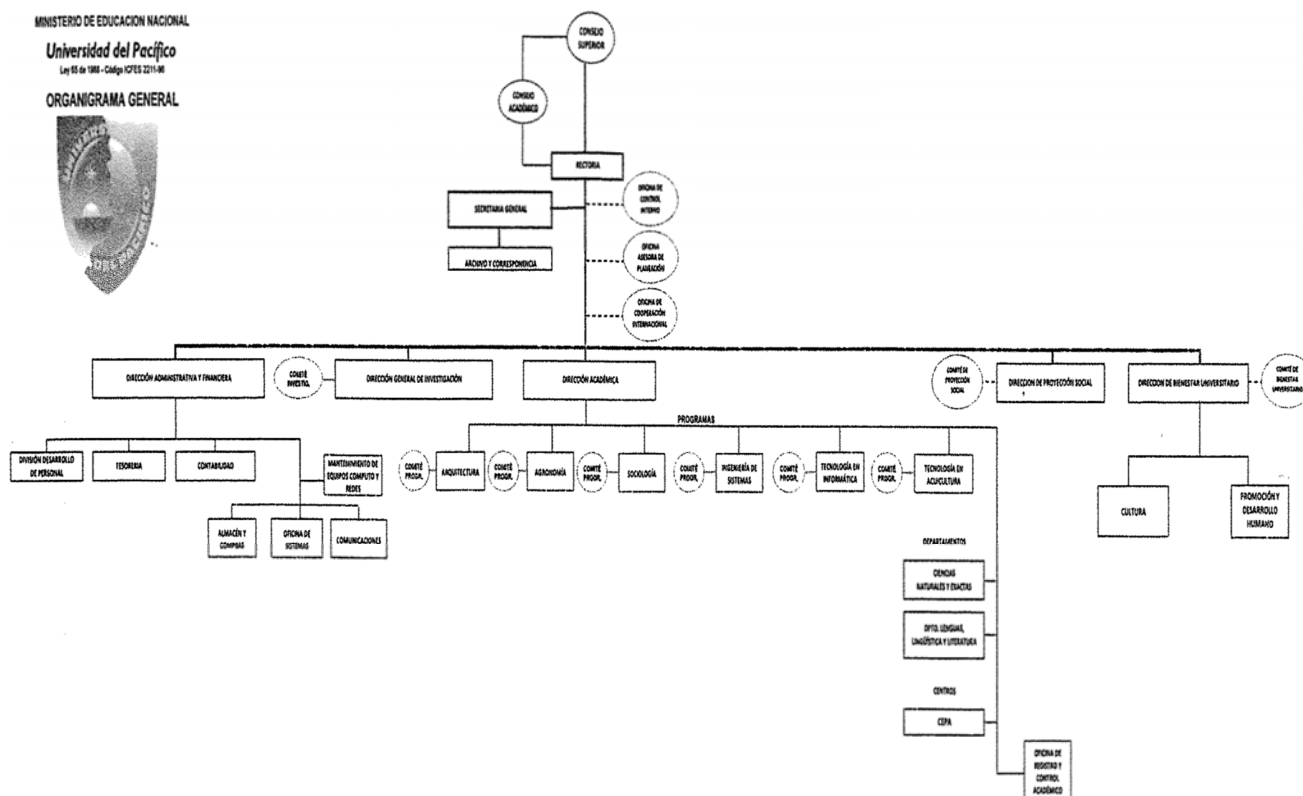 MINISTERIO DE EDUCACION NACIONAL
Universidad del Pacífico
Ley 65 de 1988 - Código ICFES 2211-96
ORGANIGRAMA GENERAL
CONSEJO
SUPERIOR
CONSEJO
ACADÉMICO
RECTORIA
SECRETARIA GENERAL
OFICINA DE
CONTROL
INTERNO
ARCHIVO Y CORRESPONDENCIA
OFICINA
ASESORA DE
PLANEACIÓN
OFICINA DE
COOPERACIÓN
INTERNACIONAL
DIRECCIÓN ADMINISTRATIVA Y FINANCIERA
COMITÉ
INVESTIG.
DIRECCIÓN GENERAL DE INVESTIGACIÓN
DIRECCIÓN ACADÉMICA
COMITÉ DE
PROYECCIÓN
SOCIAL
DIRECCION DE PROYECCIÓN SOCIAL
DIRECCION DE BIENESTAR UNIVERSITARIO
COMITÉ DE
BIENESTAR
UNIVERSITARIO
PROGRAMAS
DIVISIÓN DESARROLLO
DE PERSONAL
TESORERIA
CONTABILIDAD
MANTENIMIENTO DE
EQUIPOS COMPUTO Y
REDES
COMITÉ
PROGR.
ARQUITECTURA
COMITÉ
PROGR.
AGRONOMÍA
COMITÉ
PROGR.
SOCIOLOGÍA
COMITÉ
PROGR.
INGENIERÍA DE
SISTEMAS
COMITÉ
PROGR.
TECNOLOGÍA EN
INFORMÁTICA
COMITÉ
PROGR.
TECNOLOGÍA EN
ACUICULTURA
ALMACÉN Y
COMPRAS
OFICINA DE
SISTEMAS
COMUNICACIONES
CULTURA
PROMOCIÓN Y
DESARROLLO
HUMANO
DEPARTAMENTOS
CIENCIAS
NATURALES Y EXACTAS
DPTO. LENGUAS,
LINGÜÍSTICA Y LITERATURA
CENTROS
CEPA
OFICINA DE
REGISTRO Y
CONTROL
ACADÉMICO